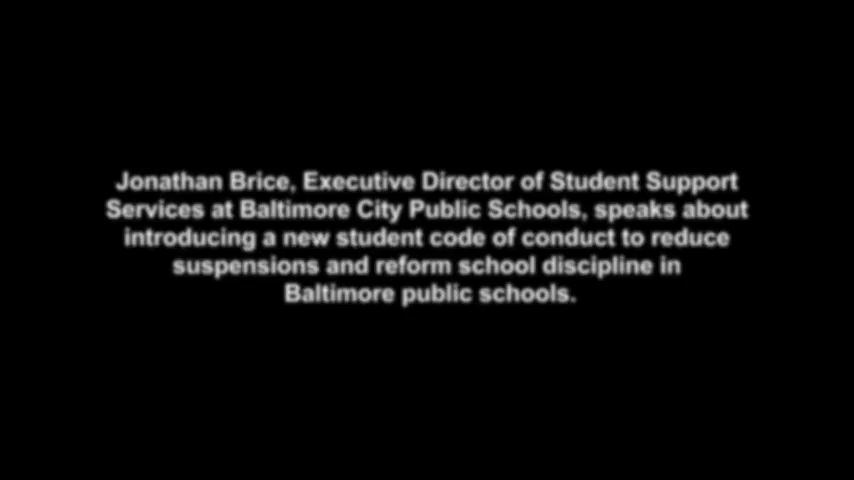 Jonathan Brice, Executive Director of Student Support
Services at Baltimore City Public Schools, speaks about
introducing a new student code of conduct to reduce
suspensions and reform school discipline in
Baltimore public schools.